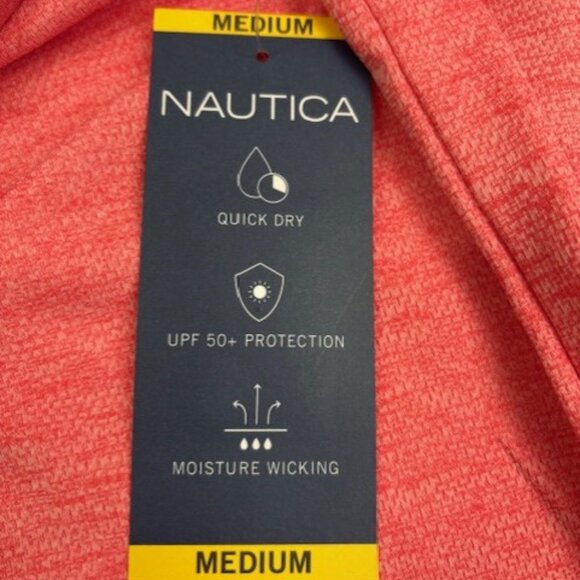 MEDIUM
NAUTICA
QUICK DRY
UPF 50+ PROTECTION
MOISTURE WICKING
MEDIUM